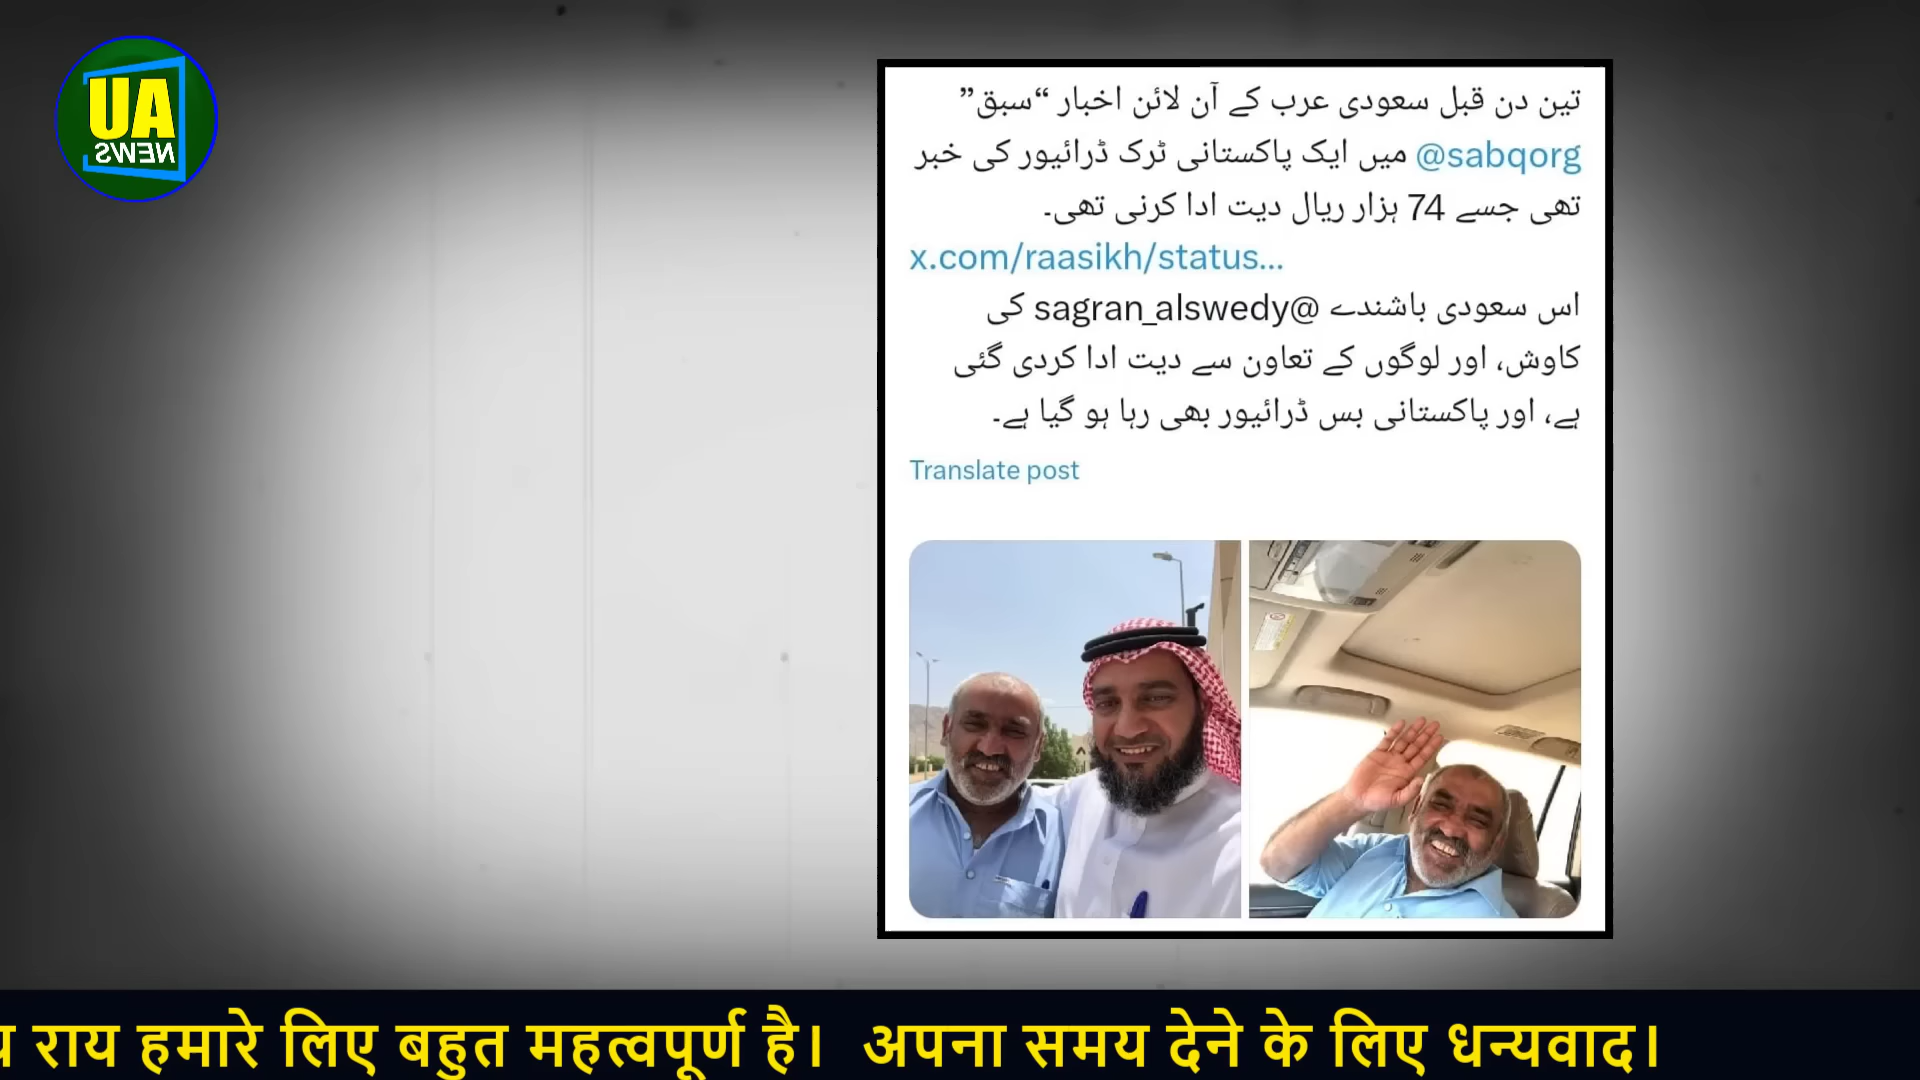 UA
NEWS
تین دن قبل سعودی عرب کے آن لائن اخبار “سبق”
@sabqorg میں ایک پاکستانی ٹرک ڈرائیور کی خبر
تھی جسے 74 ہزار ریال دیت ادا کرنی تھی۔
x.com/raasikh/status...
اس سعودی باشندے @sagran_alswedy کی
کاوش، اور لوگوں کے تعاون سے دیت ادا کردی گئی
ہے، اور پاکستانی بس ڈرائیور بھی رہا ہو گیا ہے۔
Translate post
राय हमारे लिए बहुत महत्वपूर्ण है। अपना समय देने के लिए धन्यवाद।